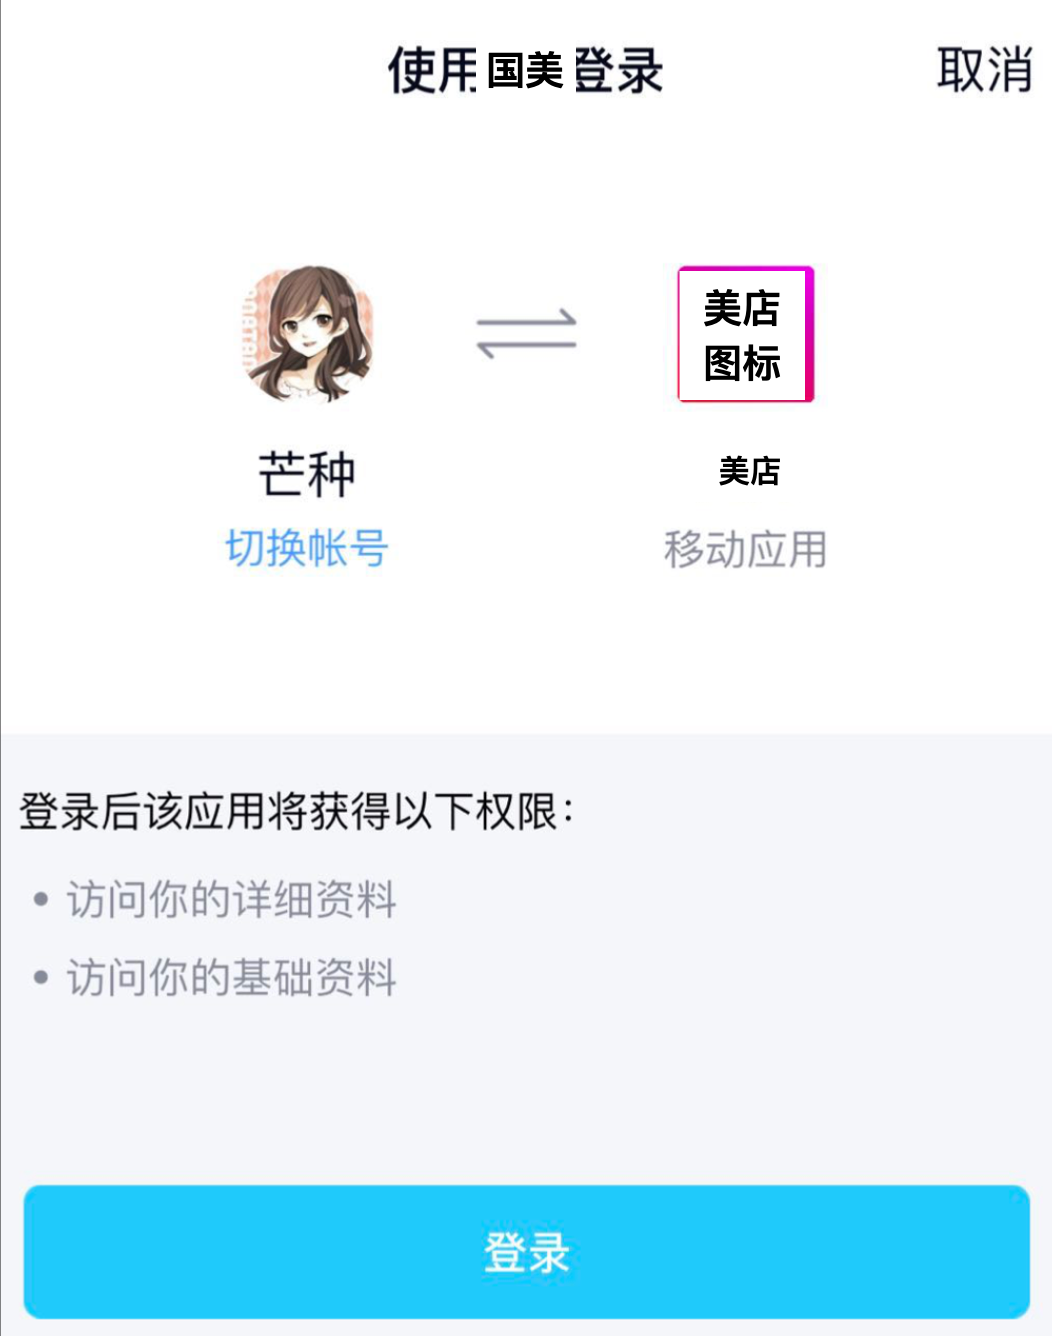 使用国美登录
取消
美店
图标
芒种
美店
切换帐号
移动应用
登录后该应用将获得以下权限：
• 访问你的详细资料
• 访问你的基础资料
登录